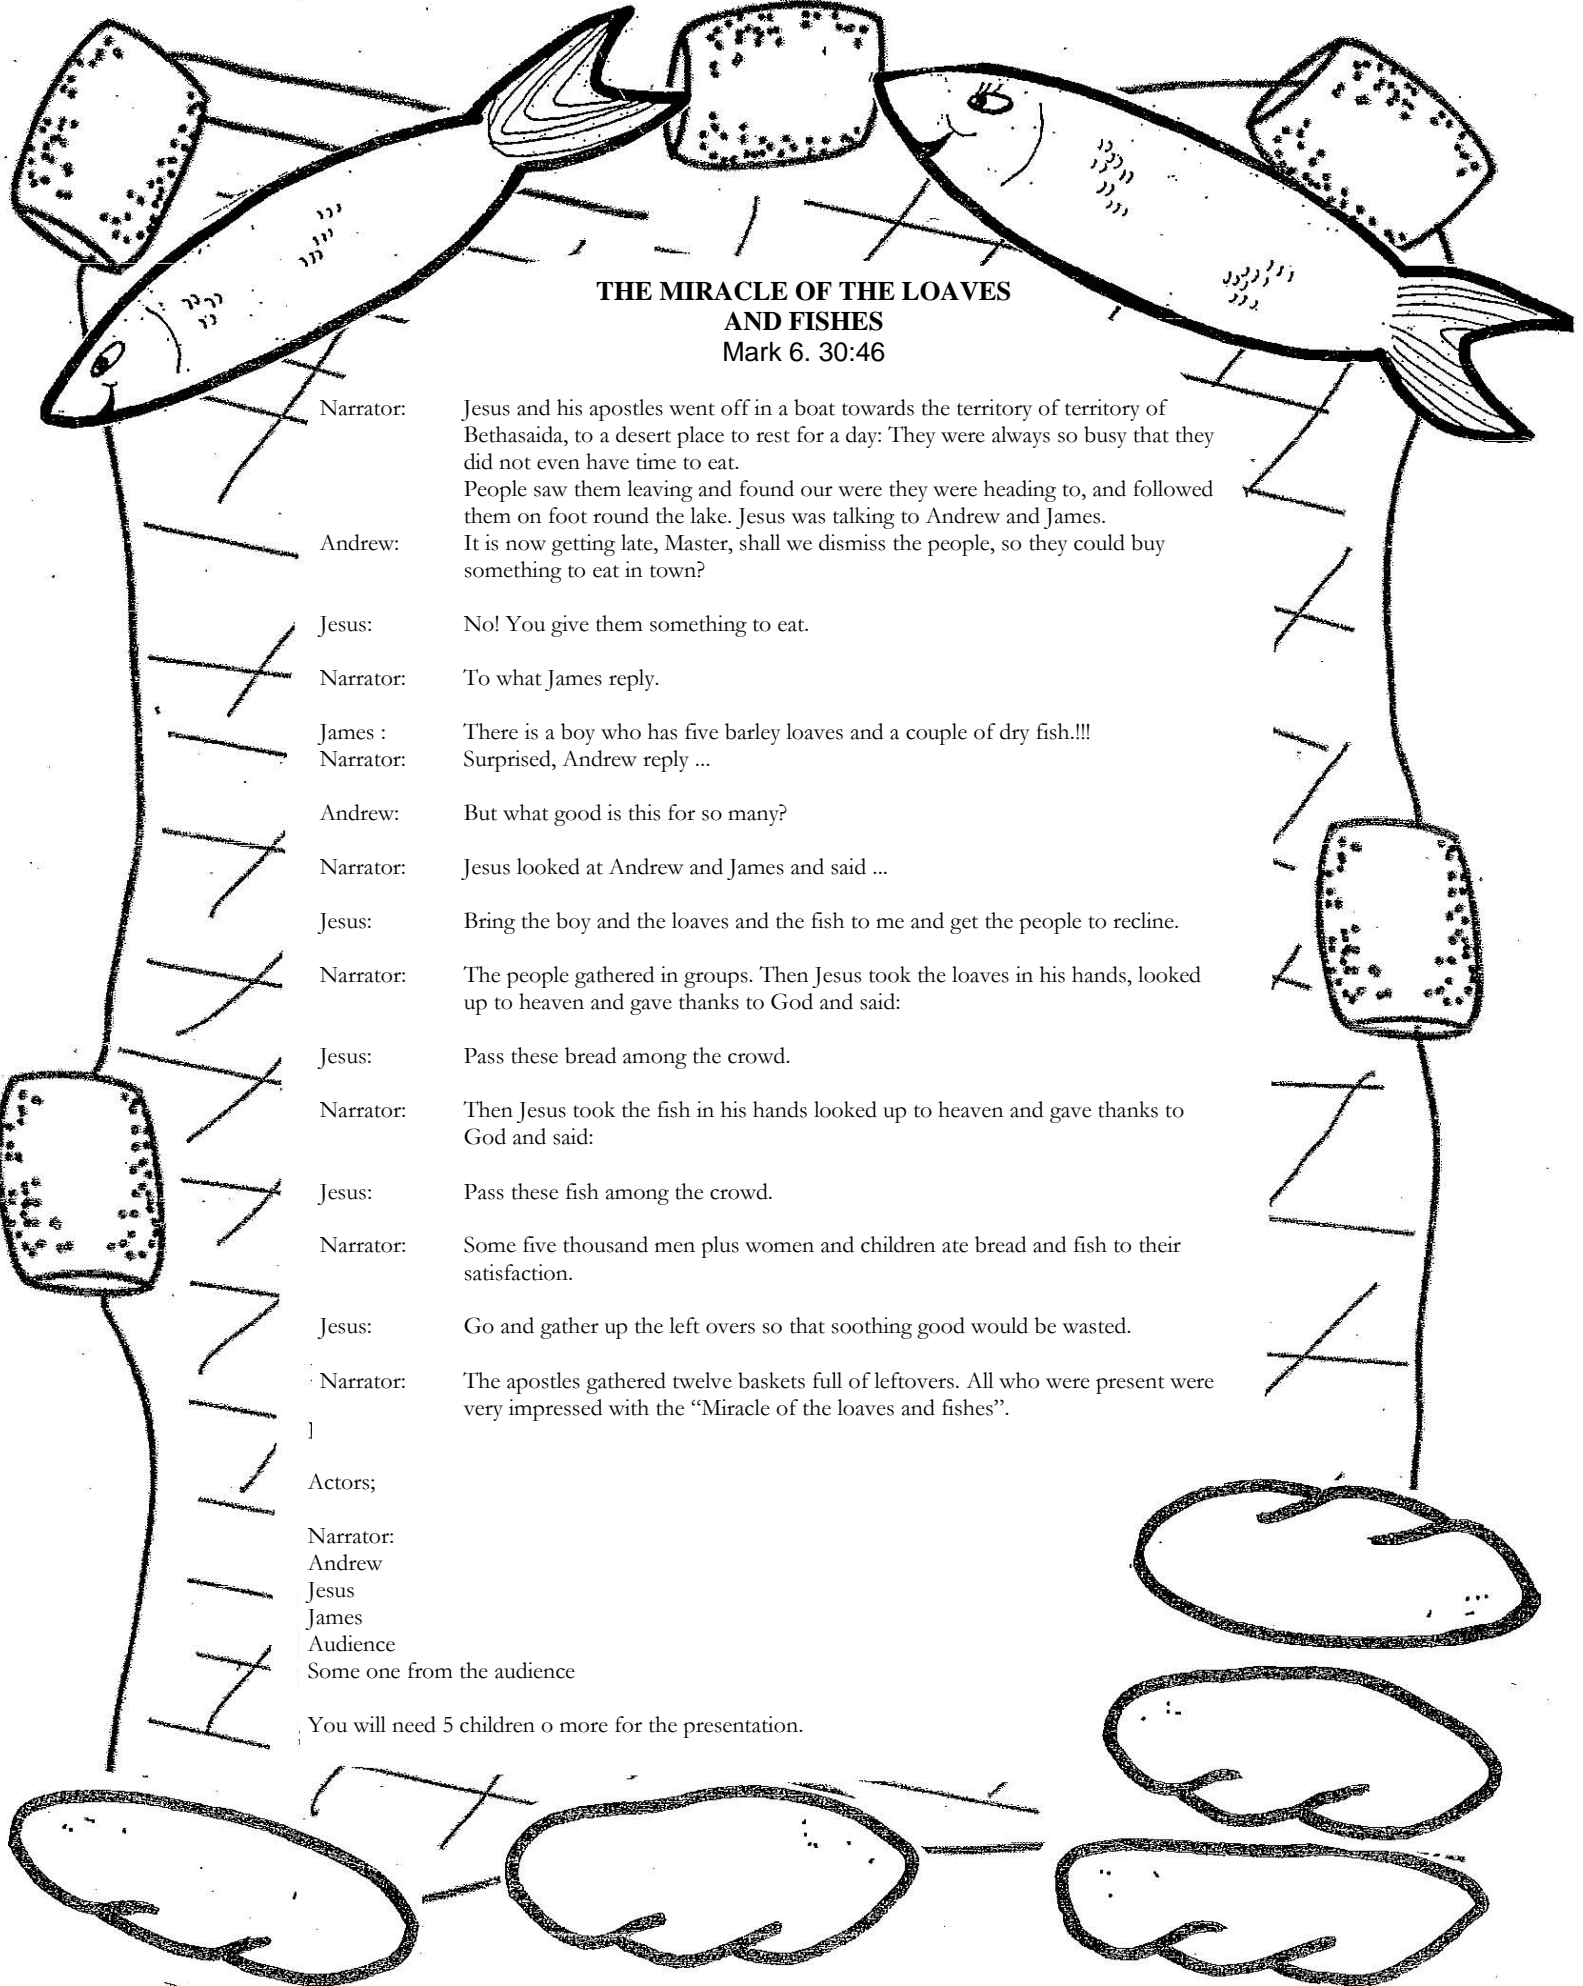 THE MIRACLE OF THE LOAVES
AND FISHES
Mark 6. 30:46
Narrator: Jesus and his apostles went off in a boat towards the territory of territory of
Bethasaida, to a desert place to rest for a day: They were always so busy that they
did not even have time to eat.
People saw them leaving and found our were they were heading to, and followed
them on foot round the lake. Jesus was talking to Andrew and James.
Andrew: It is now getting late, Master, shall we dismiss the people, so they could buy
something to eat in town?
Jesus: No! You give them something to eat.
Narrator: To what James reply.
James : There is a boy who has five barley loaves and a couple of dry fish.!!!
Narrator: Surprised, Andrew reply ...
Andrew: But what good is this for so many?
Narrator: Jesus looked at Andrew and James and said ...
Jesus: Bring the boy and the loaves and the fish to me and get the people to recline.
Narrator: The people gathered in groups. Then Jesus took the loaves in his hands, looked
up to heaven and gave thanks to God and said:
Jesus: Pass these bread among the crowd.
Narrator: Then Jesus took the fish in his hands looked up to heaven and gave thanks to
God and said:
Jesus: Pass these fish among the crowd.
Narrator: Some five thousand men plus women and children ate bread and fish to their
satisfaction.
Jesus: Go and gather up the left overs so that soothing good would be wasted.
Narrator: The apostles gathered twelve baskets full of leftovers. All who were present were
very impressed with the “Miracle of the loaves and fishes”.
Actors;
Narrator:
Andrew
Jesus
James
Audience
Some one from the audience
You will need 5 children o more for the presentation.